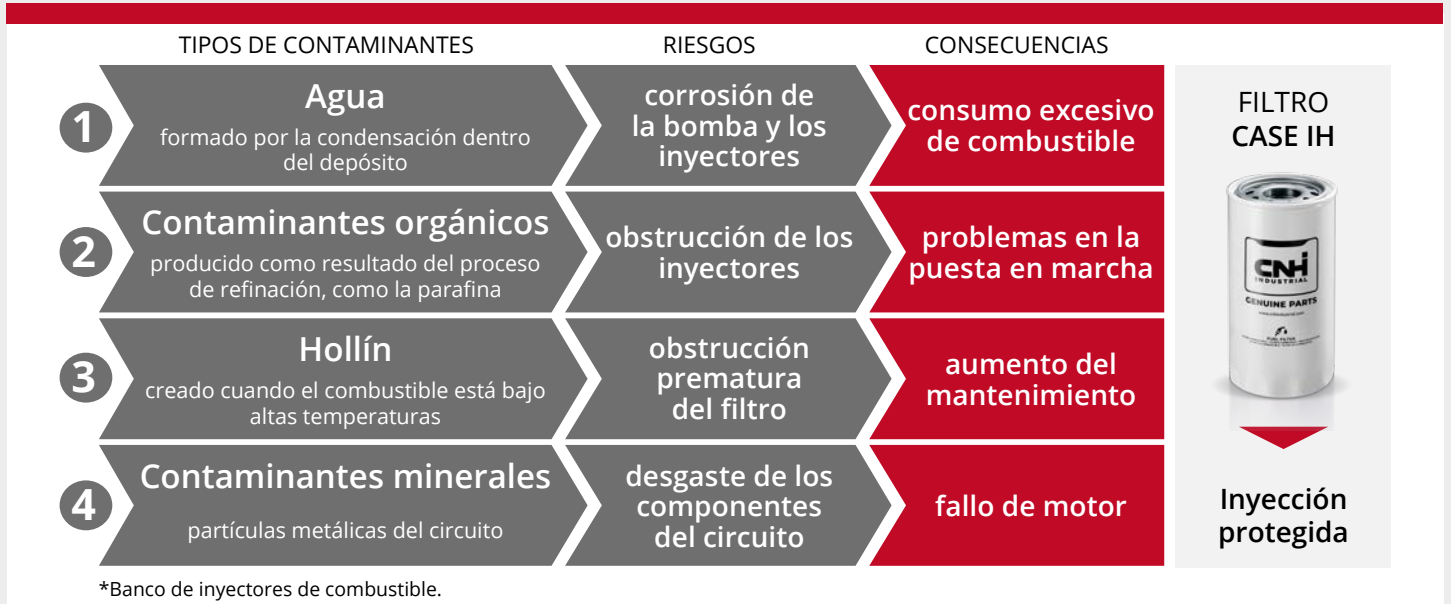 TIPOS DE CONTAMINANTES
RIESGOS
CONSECUENCIAS
1
Agua
formado por la condensación dentro
del depósito
corrosión de
la bomba y los
inyectores
consumo excesivo
de combustible
2
Contaminantes orgánicos
producido como resultado del proceso
de refinación, como la parafina
obstrucción de los
inyectores
problemas en la
puesta en marcha
3
Hollín
creado cuando el combustible está bajo
altas temperaturas
obstrucción
prematura
del filtro
aumento del
mantenimiento
4
Contaminantes minerales
partículas metálicas del circuito
desgaste de los
componentes
del circuito
fallo de motor
FILTRO
CASE IH
CNH
INDUSTRIAL
GENUINE PARTS
FUEL FILTER
Inyección
protegida
*Banco de inyectores de combustible.